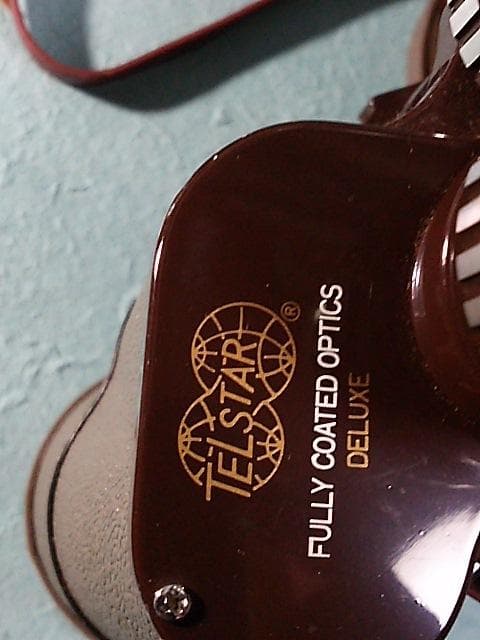 TELSTAR ®
FULLY COATED OPTICS
DELUXE